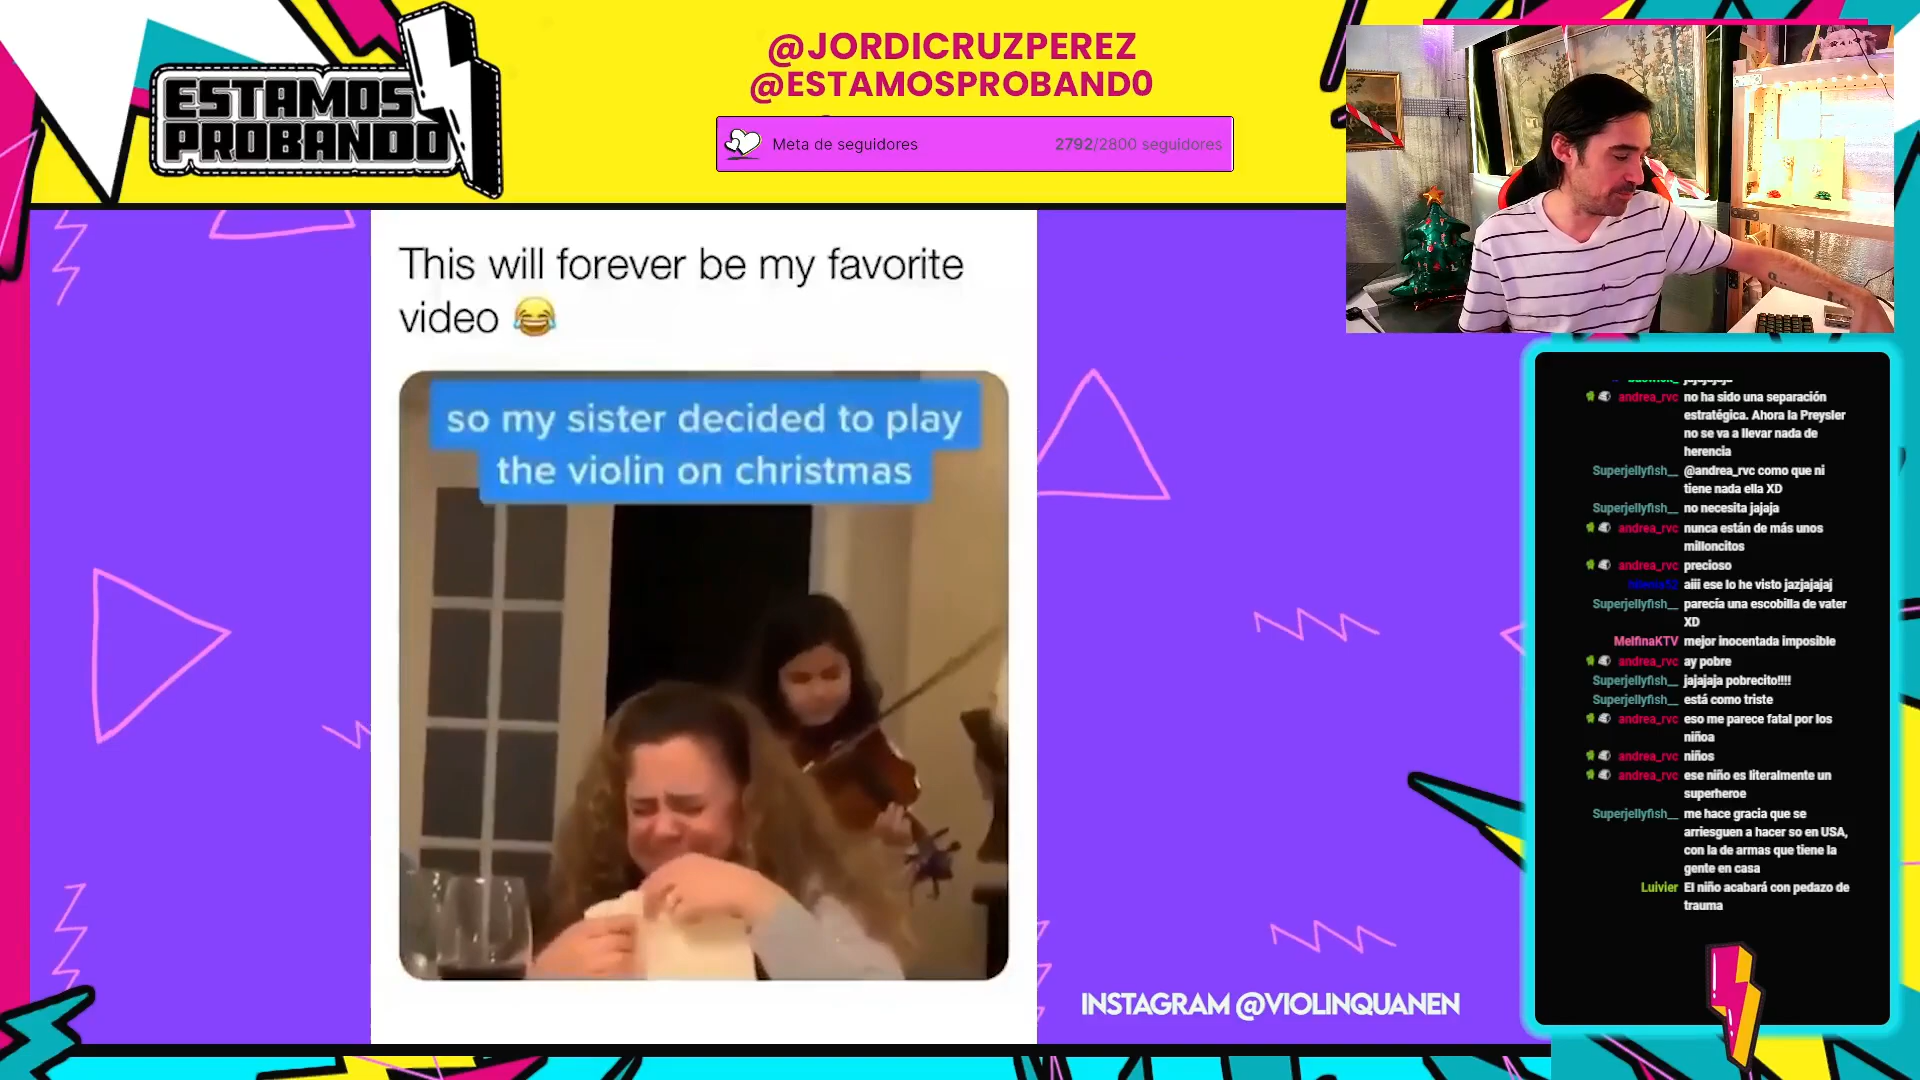 ESTAMOS
PROBANDO
@JORDICRUZPEREZ
@ESTAMOSPROBAND0
Meta de seguidores
2792/2800 seguidores
This will forever be my favorite
video 😂
so my sister decided to play
the violin on christmas
INSTAGRAM @VIOLINQUANEN
andrea_rvc no ha sido una separación
estratégica. Ahora la Preysler
no se va a llevar nada de
herencia
Superjellyfish__ @andrea_rvc como que ni
tiene nada ella XD
Superjellyfish__ no necesita jajaja
andrea_rvc nunca están de más unos
milloncitos
andrea_rvc precioso
aiii ese lo he visto jazjajajaj
Superjellyfish__ parecía una escobilla de vater
XD
MelfinaKTV mejor inocentada imposible
andrea_rvc ay pobre
Superjellyfish__ jajajaja pobrecito!!!!
Superjellyfish__ está como triste
andrea_rvc eso me parece fatal por los
niñoa
andrea_rvc niños
andrea_rvc ese niño es literalmente un
superheroe
Superjellyfish__ me hace gracia que se
arriesguen a hacer so en USA,
con la de armas que tiene la
gente en casa
Luivier El niño acabará con pedazo de
trauma